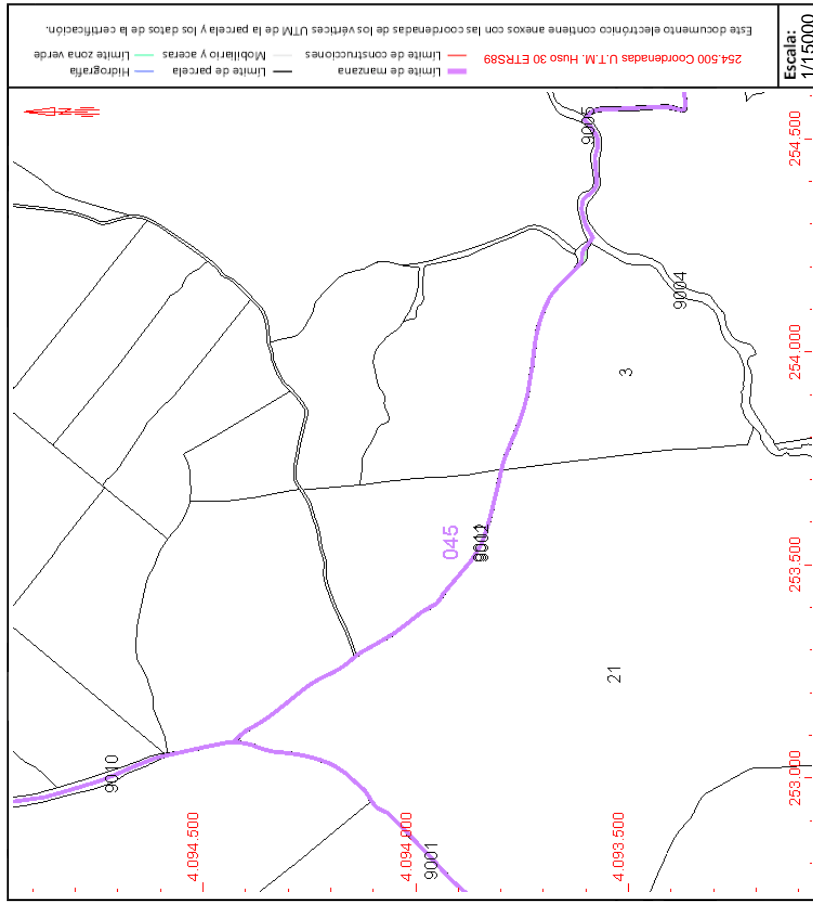 Escala:
1/15000
254.500 Coordenadas U.T.M. Huso 30 ETRS89
Límite de manzana
Límite de parcela
Hidrografía
Límite de construcciones
Mobiliario y aceras
Límite zona verde
Este documento electrónico contiene anexos con las coordenadas UTM de los vértices de la parcela y los datos de la certificación.
N
9010
4.094.500
4.094.000
4.093.500
9001
045
21
3
9004
253.000
253.500
254.000
254.500